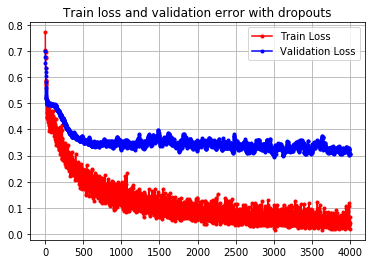 Train loss and validation error with dropouts
Train Loss
Validation Loss
0.8
0.7
0.6
0.5
0.4
0.3
0.2
0.1
0.0
0 500 1000 1500 2000 2500 3000 3500 4000